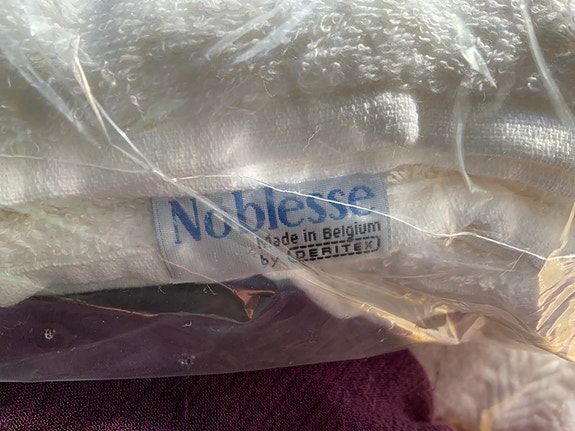 Noblesse
Made in Belgium
by DERITEX